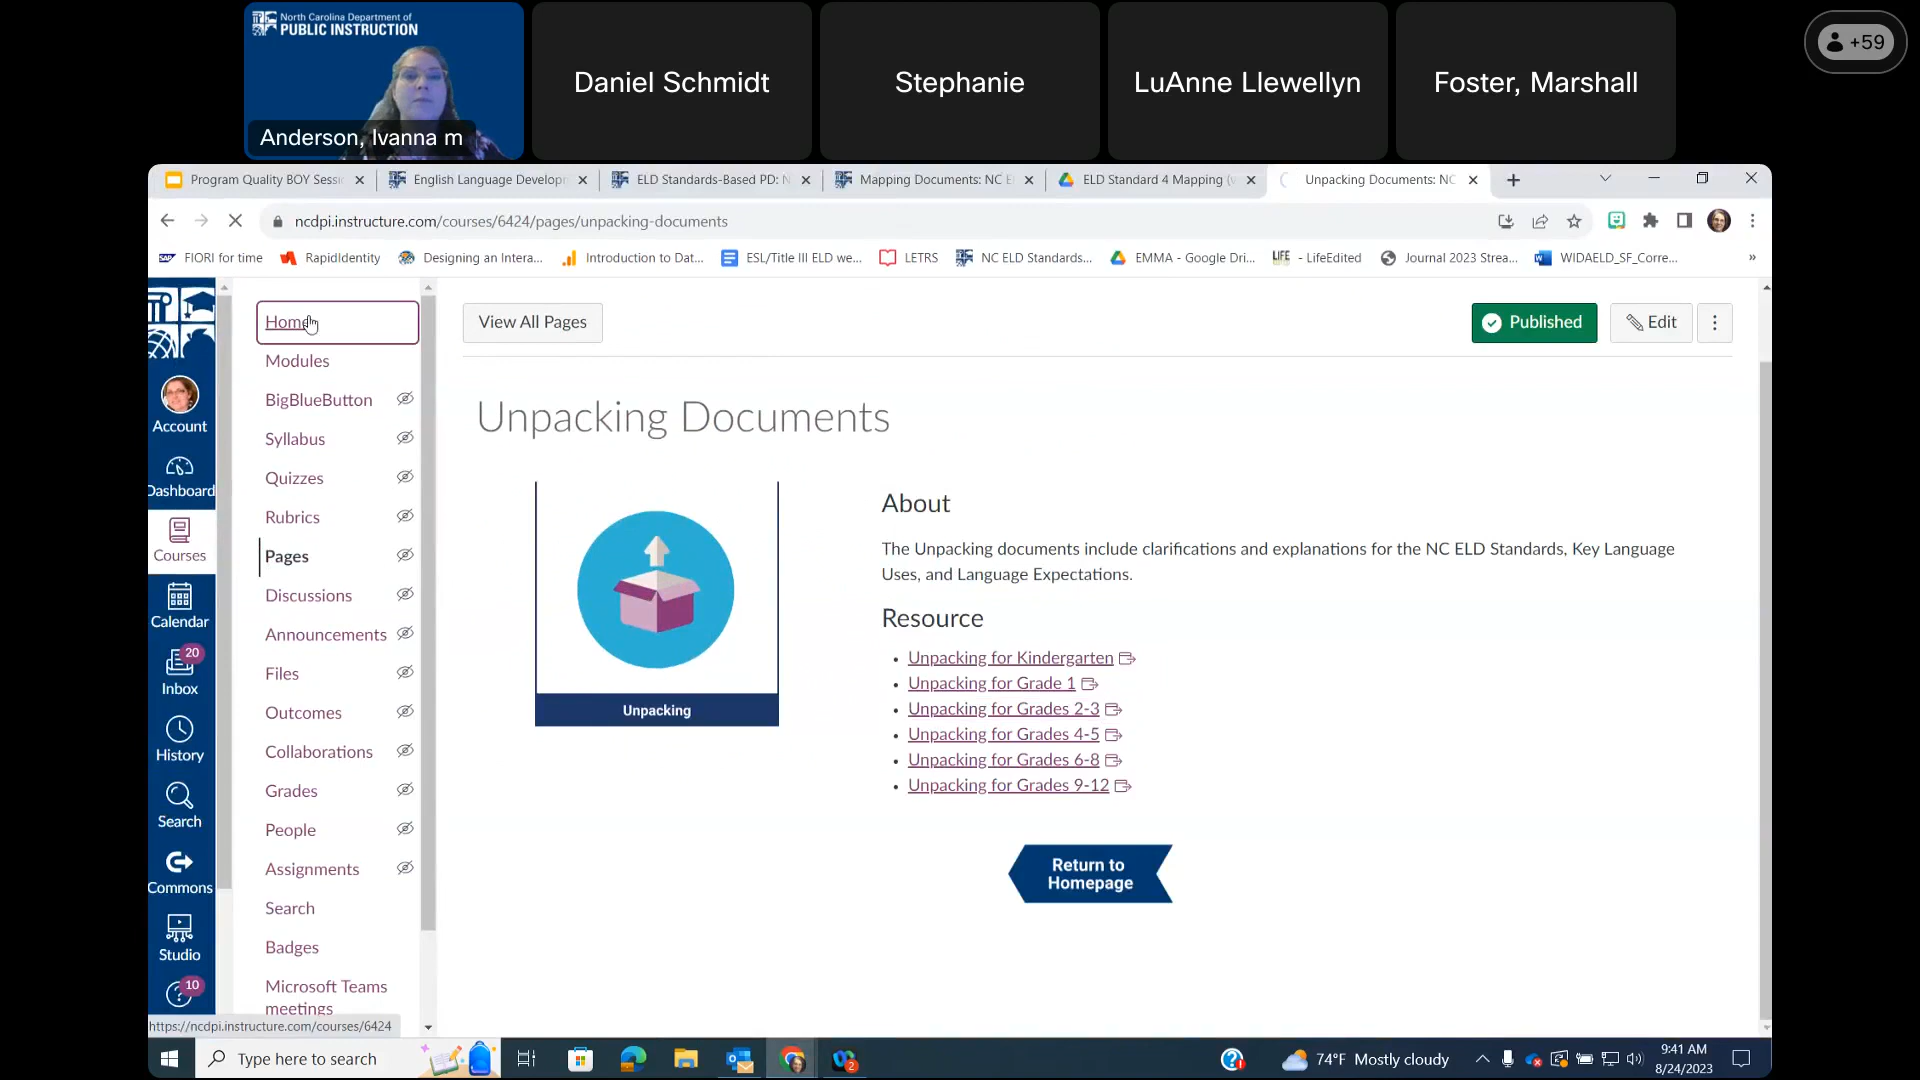 North Carolina Department of
PUBLIC INSTRUCTION
Anderson, Ivanna m
Daniel Schmidt
Stephanie
LuAnne Llewellyn
Foster, Marshall
+59
Program Quality BOY Sessi
English Language Develop
ELD Standards-Based PD: N
Mapping Documents: NC E
ELD Standard 4 Mapping (
Unpacking Documents: NC
ncdpi.instructure.com/courses/6424/pages/unpacking-documents
FIORI for time
RapidIdentity
Designing an Intera...
Introduction to Dat...
ESL/Title III ELD we...
LETRS
NC ELD Standards...
EMMA - Google Dri...
LIFE
- LifeEdited
Journal 2023 Strea...
WIDAELD_SF_Corre...
»
Account
Dashboard
Courses
Calendar
20
Inbox
History
Search
Commons
Studio
10
Home
Modules
BigBlueButton
Syllabus
Quizzes
Rubrics
Pages
Discussions
Announcements
Files
Outcomes
Collaborations
Grades
People
Assignments
Search
Badges
Microsoft Teams
meetings
https://ncdpi.instructure.com/courses/6424
View All Pages
Published
Edit
Unpacking Documents
Unpacking
About
The Unpacking documents include clarifications and explanations for the NC ELD Standards, Key Language
Uses, and Language Expectations.
Resource
• Unpacking for Kindergarten
• Unpacking for Grade 1
• Unpacking for Grades 2-3
• Unpacking for Grades 4-5
• Unpacking for Grades 6-8
• Unpacking for Grades 9-12
Return to
Homepage
Type here to search
2
74°F Mostly cloudy
9:41 AM
8/24/2023